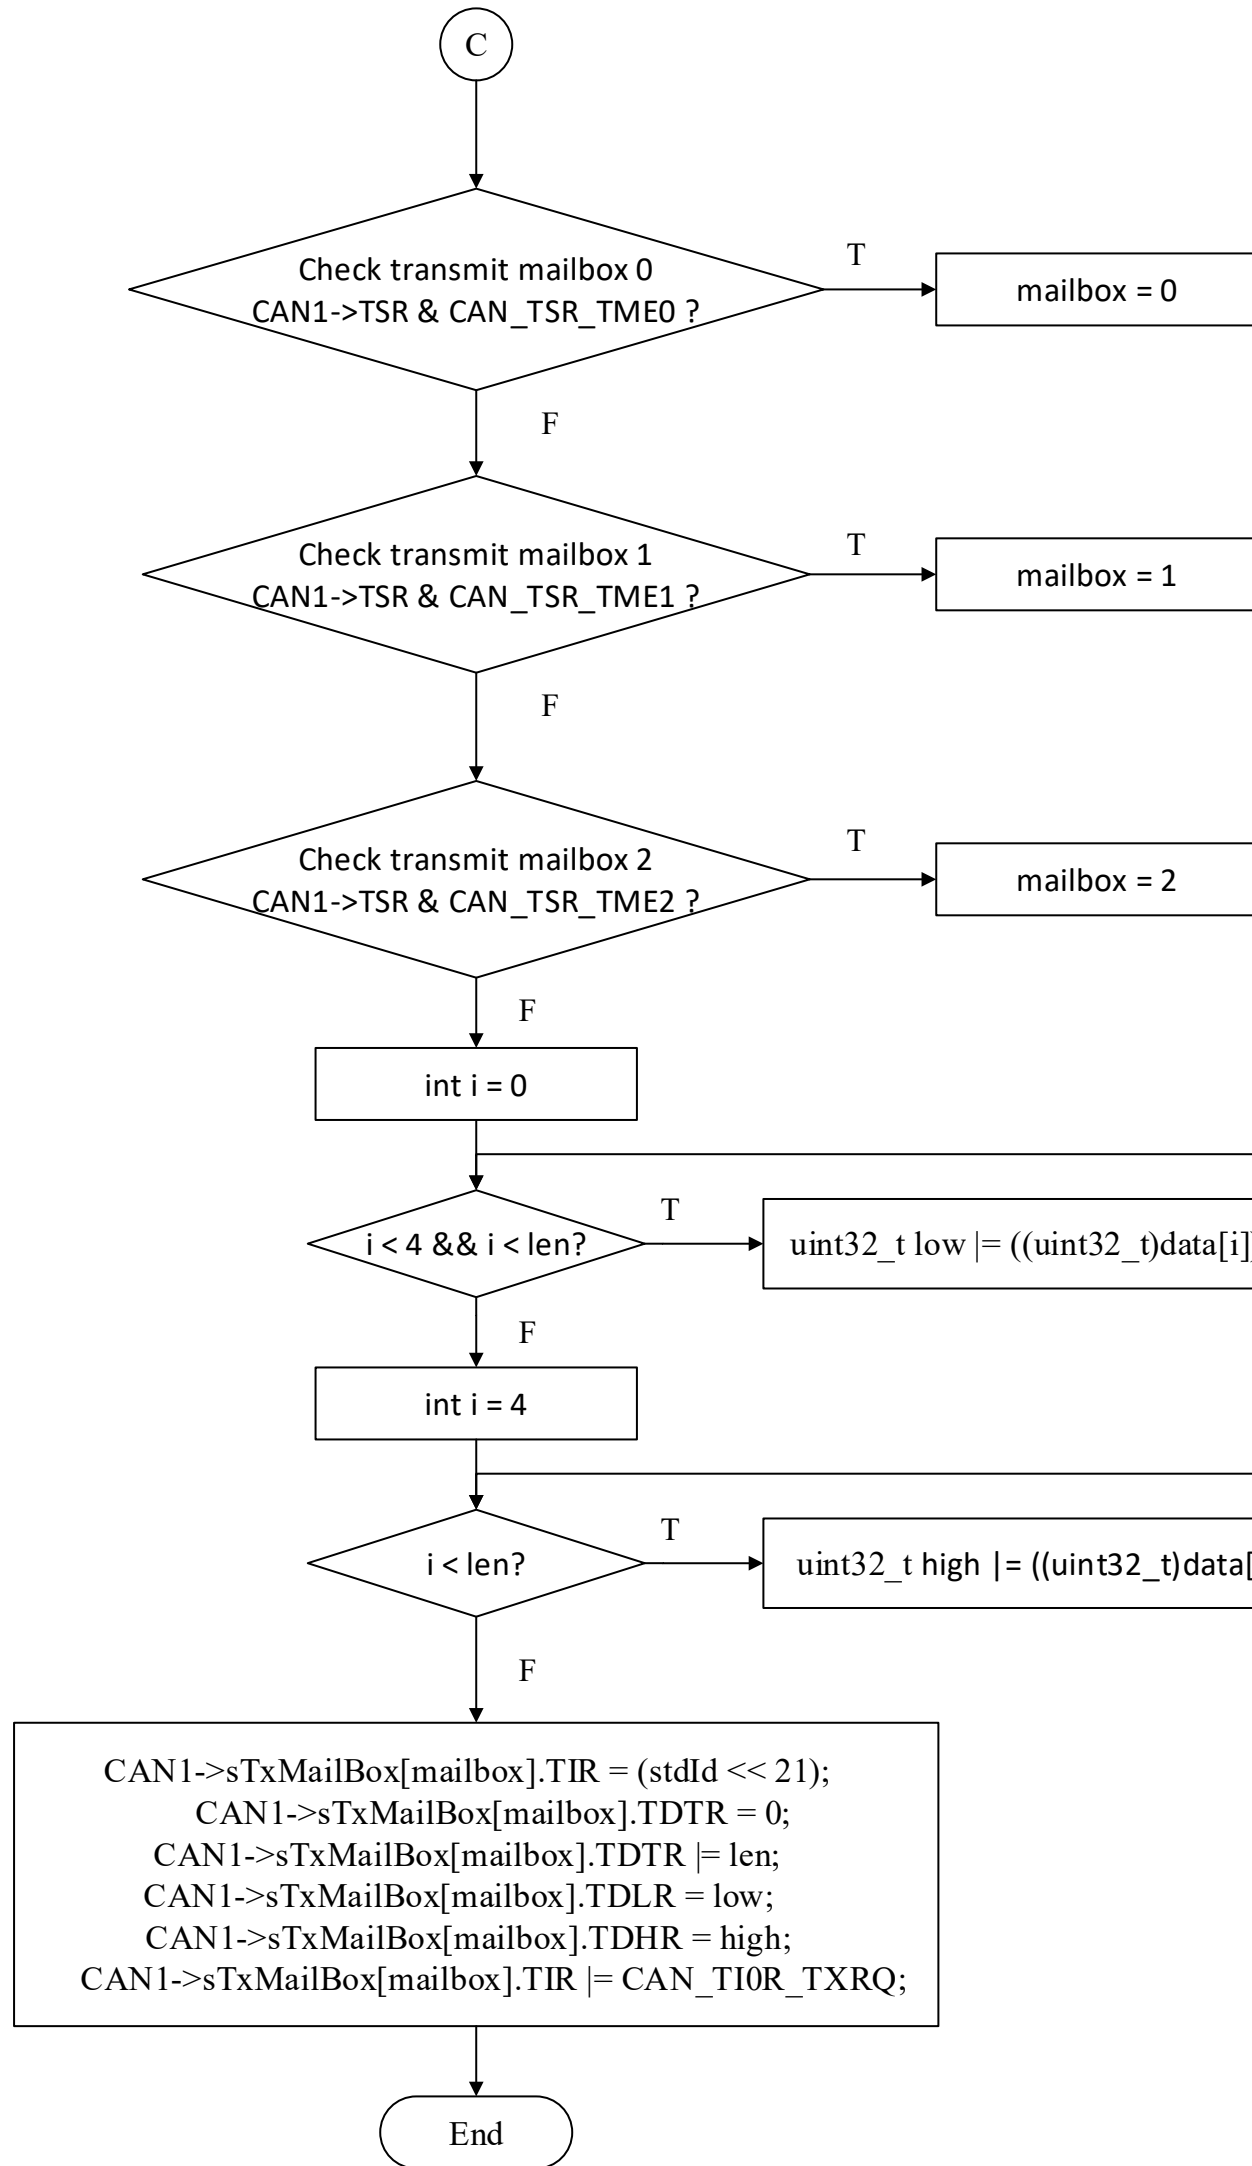 C
Check transmit mailbox 0
CAN1->TSR & CAN_TSR_TME0 ?
T
mailbox = 0
F
Check transmit mailbox 1
CAN1->TSR & CAN_TSR_TME1 ?
T
mailbox = 1
F
Check transmit mailbox 2
CAN1->TSR & CAN_TSR_TME2 ?
T
mailbox = 2
F
int i = 0
i < 4 && i < len?
T
uint32_t low |= ((uint32_t)data[i]
F
int i = 4
i < len?
T
uint32_t high |= ((uint32_t)data[
F
CAN1->sTxMailBox[mailbox].TIR = (stdId << 21);
CAN1->sTxMailBox[mailbox].TDTR = 0;
CAN1->sTxMailBox[mailbox].TDTR |= len;
CAN1->sTxMailBox[mailbox].TDLR = low;
CAN1->sTxMailBox[mailbox].TDHR = high;
CAN1->sTxMailBox[mailbox].TIR |= CAN_TI0R_TXRQ;
End